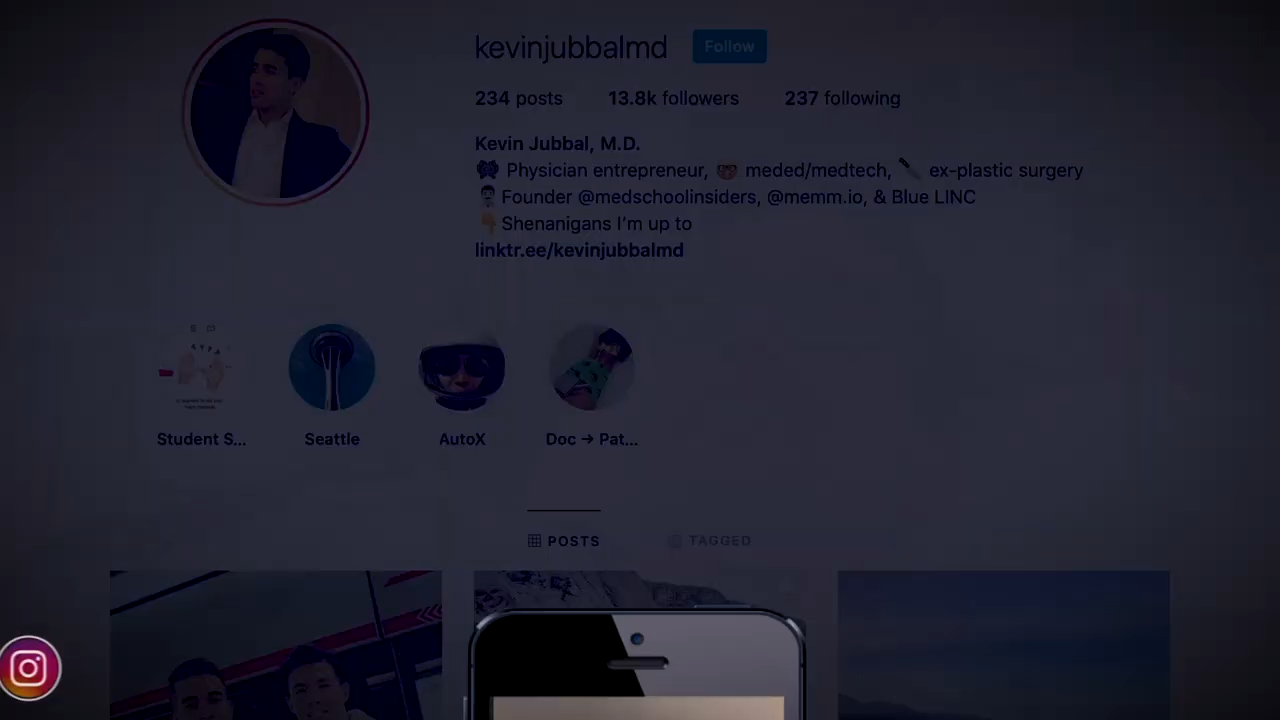 kevinjubbalmd Follow
234 posts 13.8k followers 237 following
Kevin Jubbal, M.D.
Physician entrepreneur, meded/medtech, ex-plastic surgery
Founder @medschoolinsiders, @memm.io, & Blue LINC
Shenanigans I'm up to
linktr.ee/kevinjubbalmd
Student S... Seattle AutoX Doc → Pat...
POSTS TAGGED